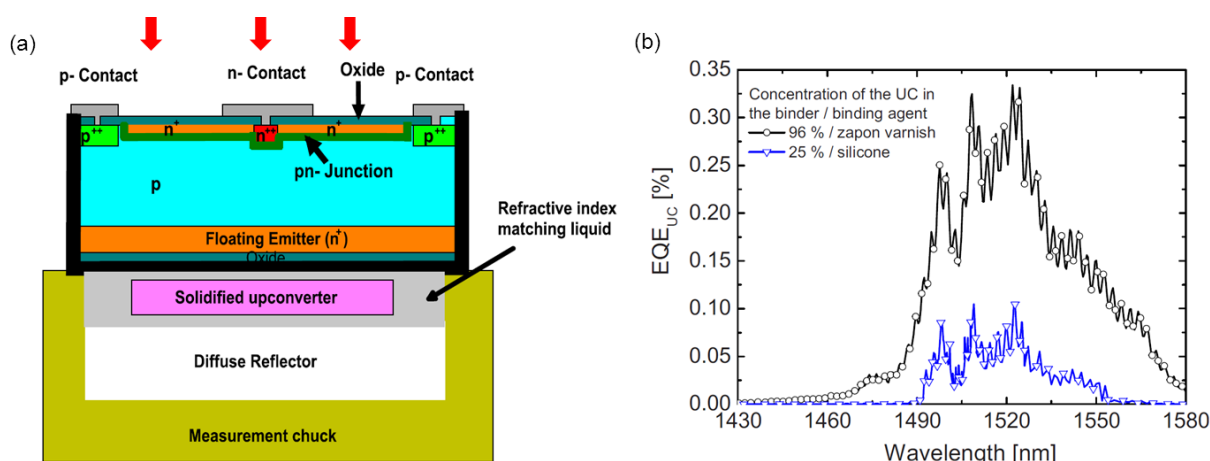 (a)
p- Contact
n- Contact
Oxide
p- Contact
p++
n+
n++
n+
p++
pn- Junction
p
Floating Emitter (n+)
Oxide
Refractive index
matching liquid
Solidified upconverter
Diffuse Reflector
Measurement chuck
(b)
Concentration of the UC in
the binder / binding agent
96 % / zapon varnish
25 % / silicone
EQE_UC [%]
0.35
0.30
0.25
0.20
0.15
0.10
0.05
0.00
1430 1460 1490 1520 1550 1580
Wavelength [nm]